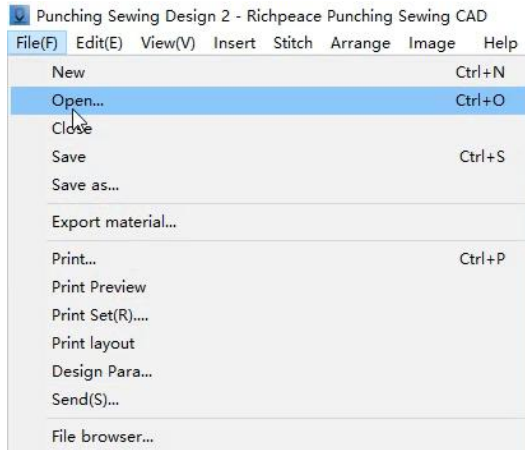 Punching Sewing Design 2 - Richpeace Punching Sewing CAD
File(F) Edit(E) View(V) Insert Stitch Arrange Image Help
New Ctrl+N
Open... Ctrl+O
Close
Save Ctrl+S
Save as...
Export material...
Print... Ctrl+P
Print Preview
Print Set(R)....
Print layout
Design Para...
Send(S)...
File browser...